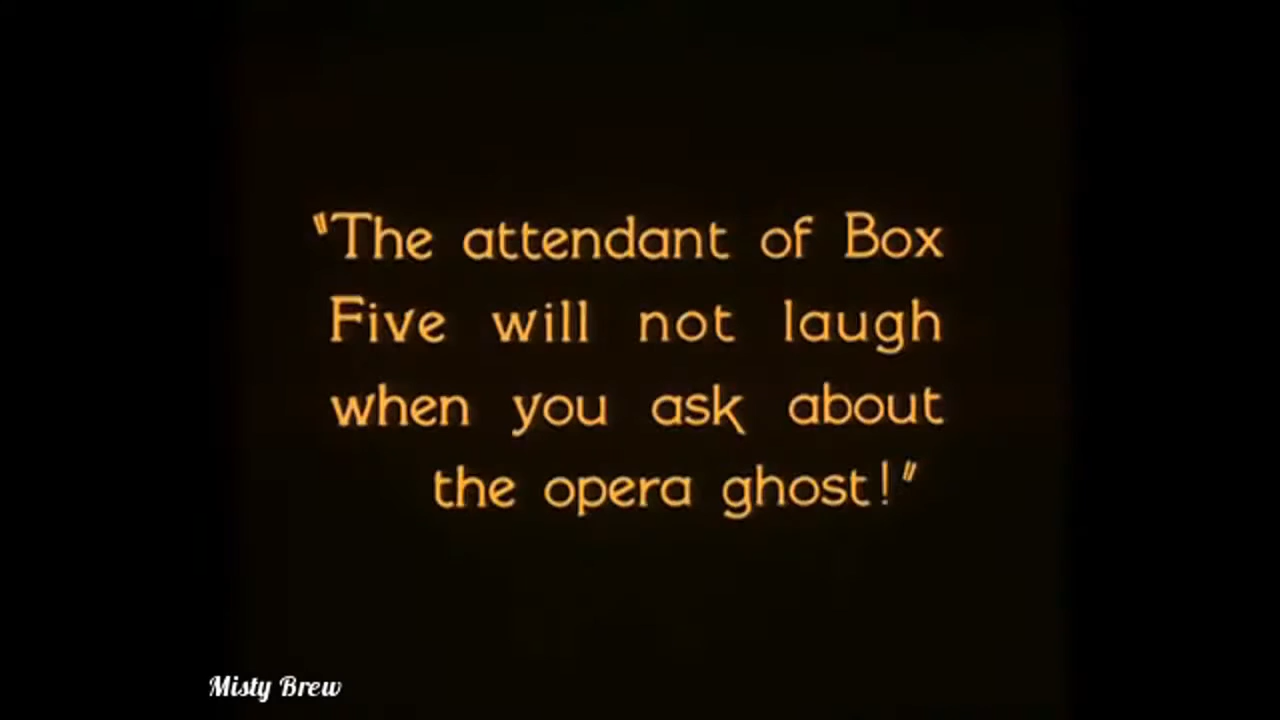 "The attendant of Box
Five will not laugh
when you ask about
the opera ghost!"
Misty Brew